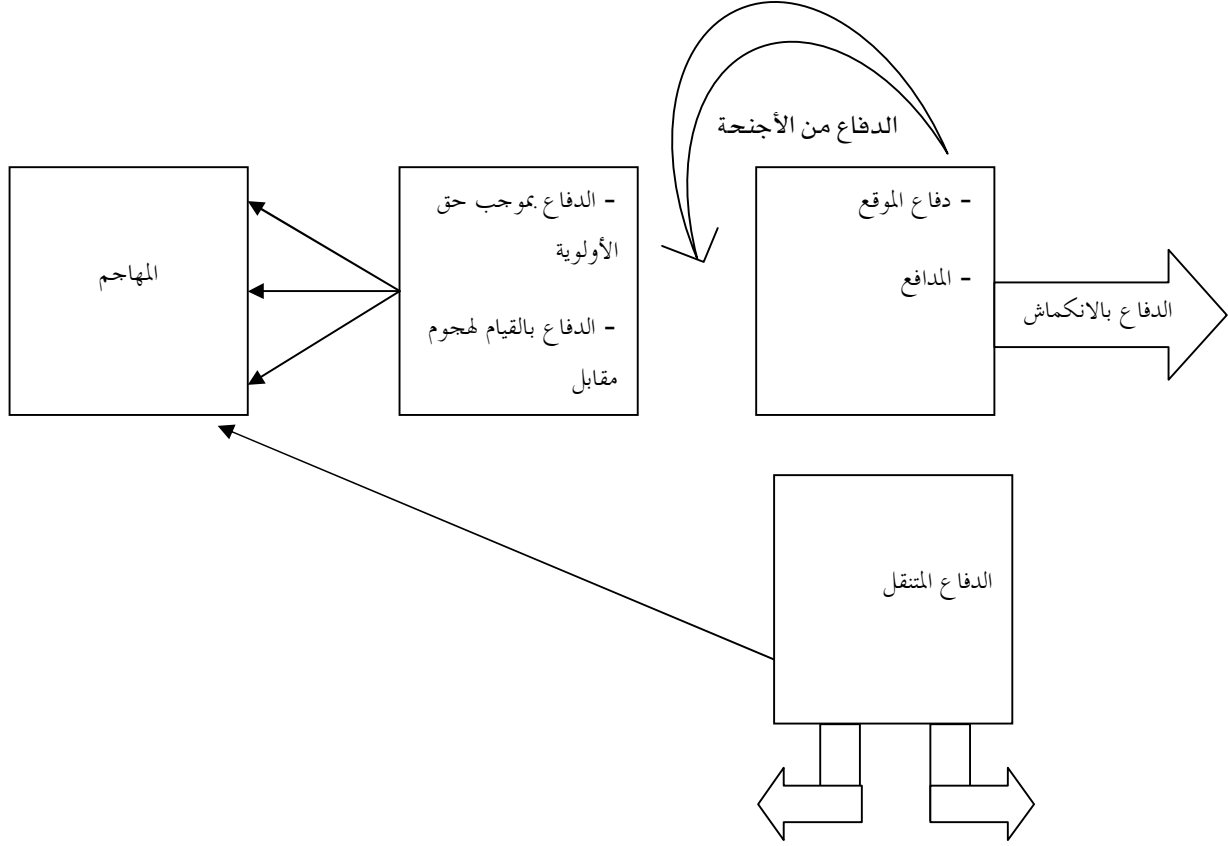 الدفاع من الأجنحة
- دفاع الموقع
- المدافع
الدفاع بالانكماش
- الدفاع بموجب حق
الأولوية
- الدفاع بالقيام لهجوم
مقابل
المهاجم
الدفاع المتنقل